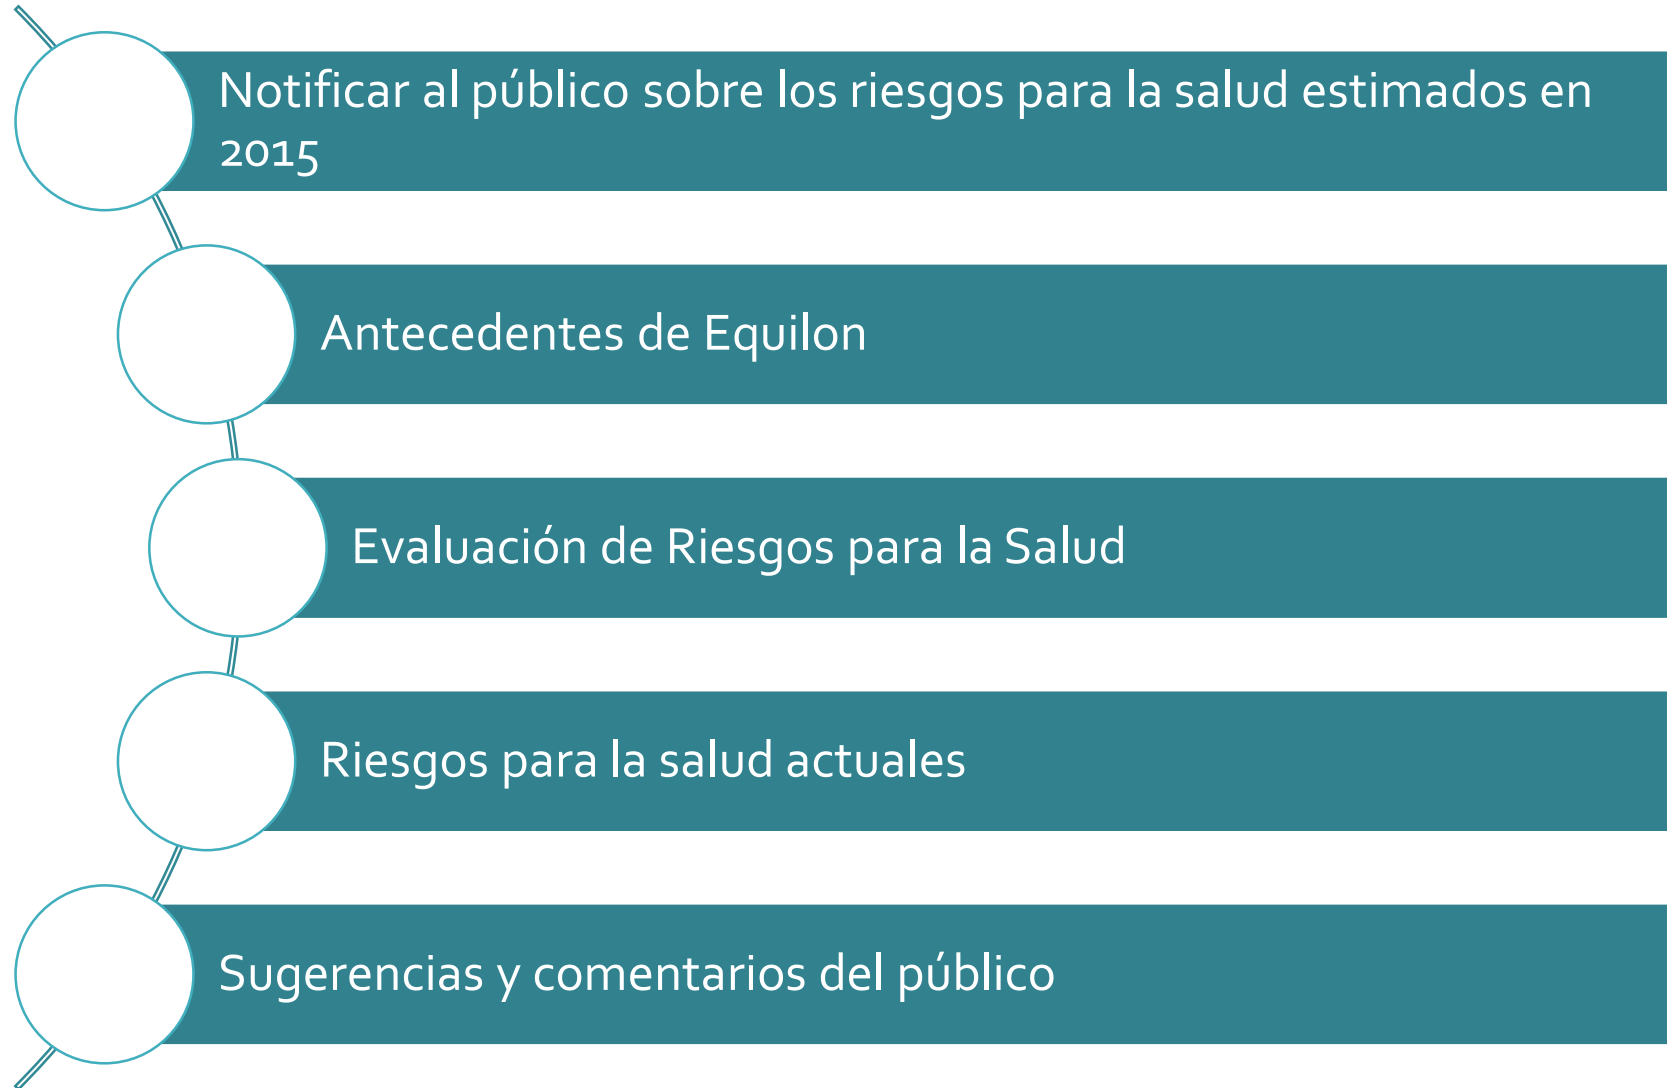 Notificar al público sobre los riesgos para la salud estimados en
2015
Antecedentes de Equilon
Evaluación de Riesgos para la Salud
Riesgos para la salud actuales
Sugerencias y comentarios del público